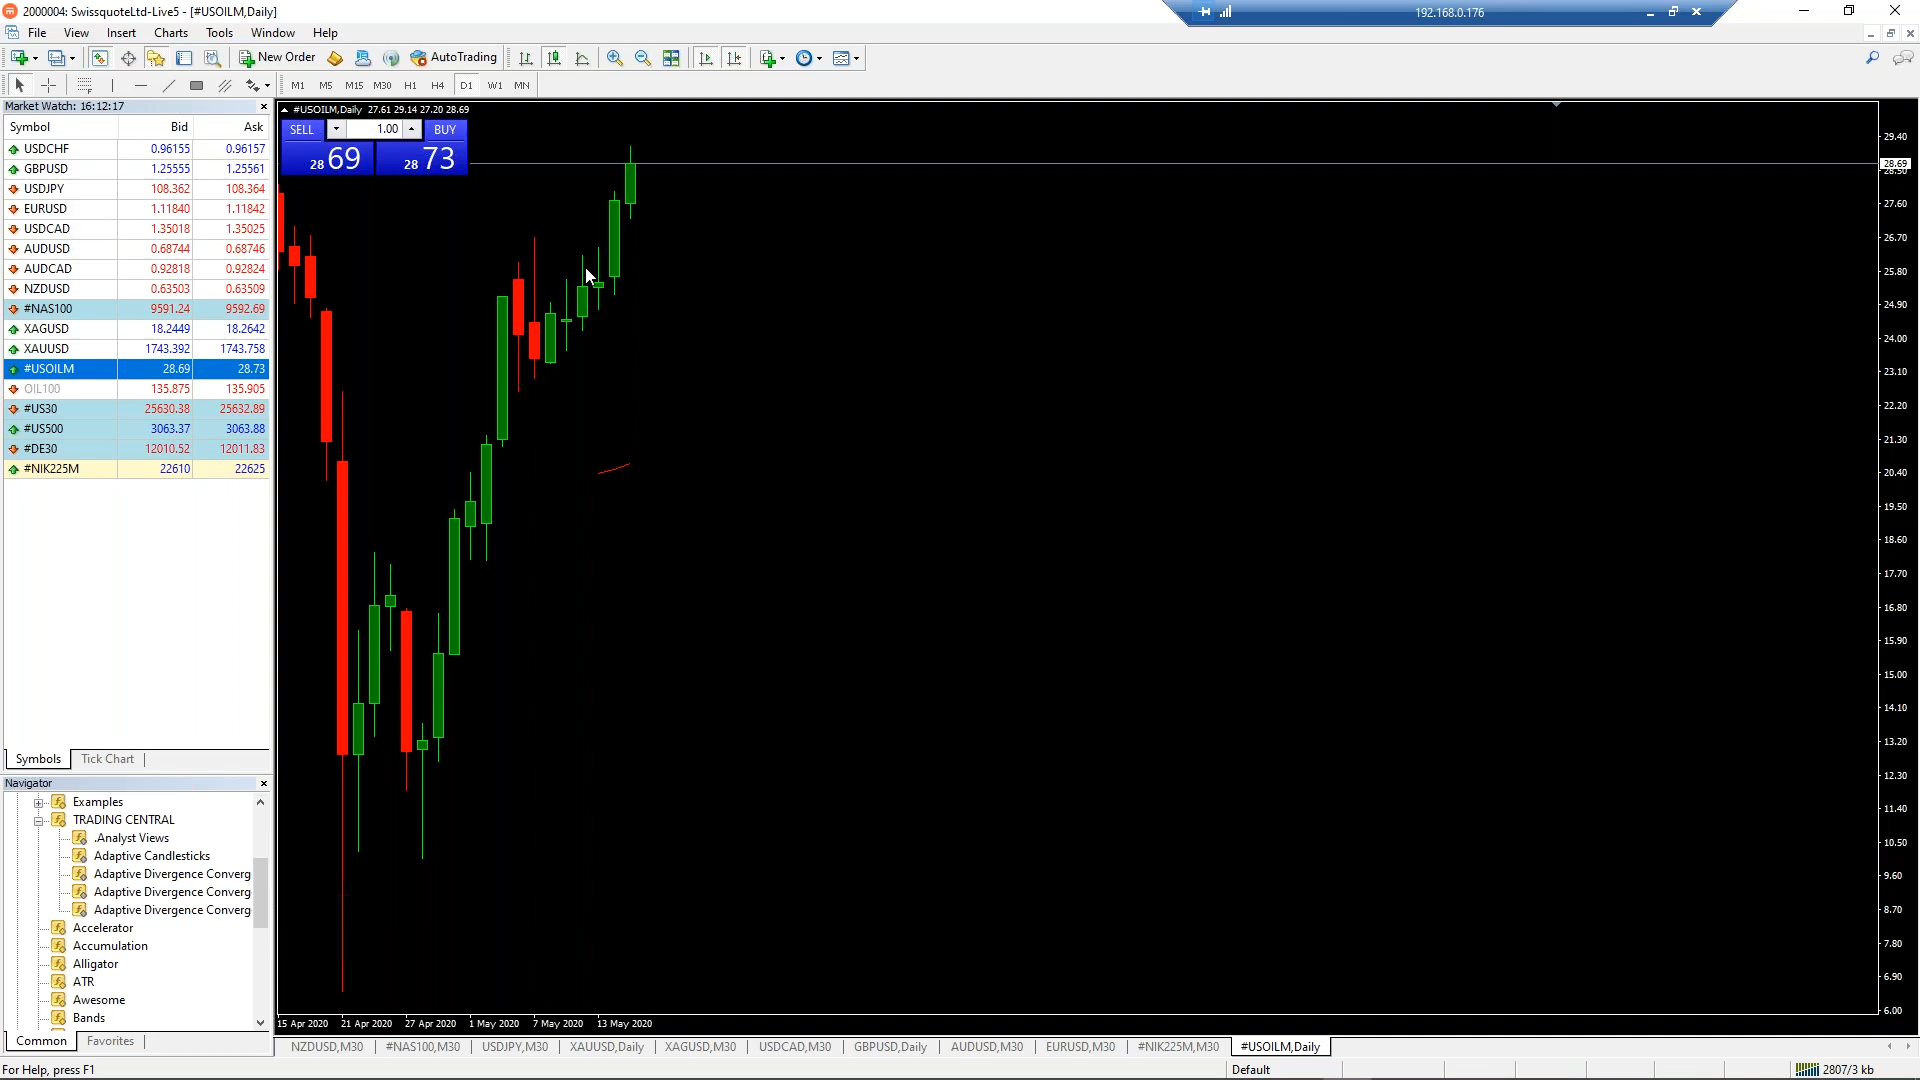 2000004: SwissquoteLtd-Live5 - [#USOILM,Daily]
192.168.0.176
File View Insert Charts Tools Window Help
New Order AutoTrading
M1 M5 M15 M30 H1 H4 D1 W1 MN
Market Watch: 16:12:17
Symbol Bid Ask
USDCHF 0.96155 0.96157
GBPUSD 1.25555 1.25561
USDJPY 108.362 108.364
EURUSD 1.11840 1.11842
USDCAD 1.35018 1.35025
AUDUSD 0.68744 0.68746
AUDCAD 0.92818 0.92824
NZDUSD 0.63503 0.63509
#NAS100 9591.24 9592.69
XAGUSD 18.2449 18.2642
XAUUSD 1743.392 1743.758
#USOILM 28.69 28.73
OIL100 135.875 135.905
#US30 25630.38 25632.89
#US500 3063.37 3063.88
#DE30 12010.52 12011.83
#NIK225M 22610 22625
Symbols Tick Chart
Navigator
Examples
TRADING CENTRAL
.Analyst Views
Adaptive Candlesticks
Adaptive Divergence Converg
Adaptive Divergence Converg
Adaptive Divergence Converg
Accelerator
Accumulation
Alligator
ATR
Awesome
Bands
Common Favorites
#USOILM,Daily 27.61 29.14 27.20 28.69
SELL 1.00 BUY
28 69 28 73
29.40
28.69
28.50
27.60
26.70
25.80
24.90
24.00
23.10
22.20
21.30
20.40
19.50
18.60
17.70
16.80
15.90
15.00
14.10
13.20
12.30
11.40
10.50
9.60
8.70
7.80
6.90
6.00
15 Apr 2020 21 Apr 2020 27 Apr 2020 1 May 2020 7 May 2020 13 May 2020
NZDUSD,M30 #NAS100,M30 USDJPY,M30 XAUUSD,Daily XAGUSD,M30 USDCAD,M30 GBPUSD,Daily AUDUSD,M30 EURUSD,M30 #NIK225M,M30 #USOILM,Daily
For Help, press F1
Default
2807/3 kb